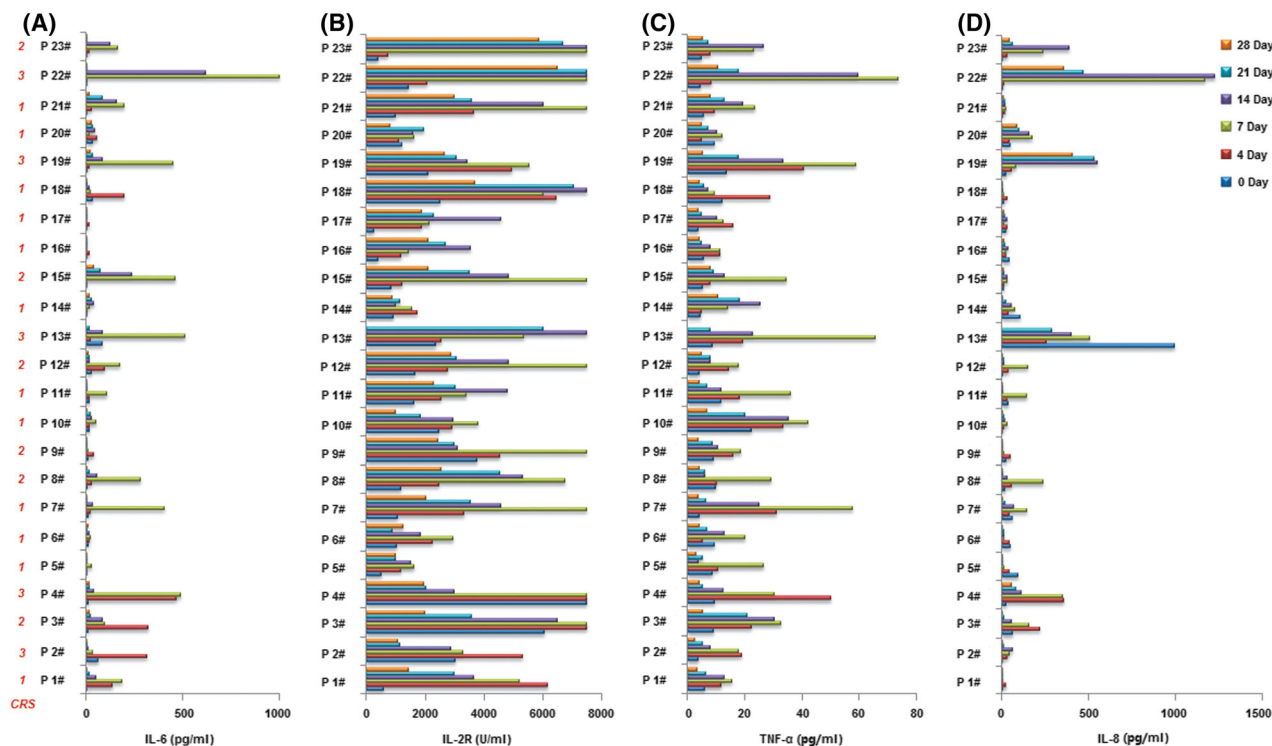 (A) (B) (C) (D)
2 P 23# P 23# P 23# P 23#
3 P 22# P 22# P 22# P 22#
1 P 21# P 21# P 21# P 21#
1 P 20# P 20# P 20# P 20#
3 P 19# P 19# P 19# P 19#
1 P 18# P 18# P 18# P 18#
1 P 17# P 17# P 17# P 17#
1 P 16# P 16# P 16# P 16#
2 P 15# P 15# P 15# P 15#
1 P 14# P 14# P 14# P 14#
3 P 13# P 13# P 13# P 13#
2 P 12# P 12# P 12# P 12#
1 P 11# P 11# P 11# P 11#
1 P 10# P 10# P 10# P 10#
2 P 9# P 9# P 9# P 9#
2 P 8# P 8# P 8# P 8#
1 P 7# P 7# P 7# P 7#
1 P 6# P 6# P 6# P 6#
1 P 5# P 5# P 5# P 5#
3 P 4# P 4# P 4# P 4#
2 P 3# P 3# P 3# P 3#
3 P 2# P 2# P 2# P 2#
1 P 1# P 1# P 1# P 1#
CRS
0 500 1000 0 2000 4000 6000 8000 0 20 40 60 80 0 500 1000 1500
IL-6 (pg/ml) IL-2R (U/ml) TNF-α (pg/ml) IL-8 (pg/ml)
28 Day
21 Day
14 Day
7 Day
4 Day
0 Day